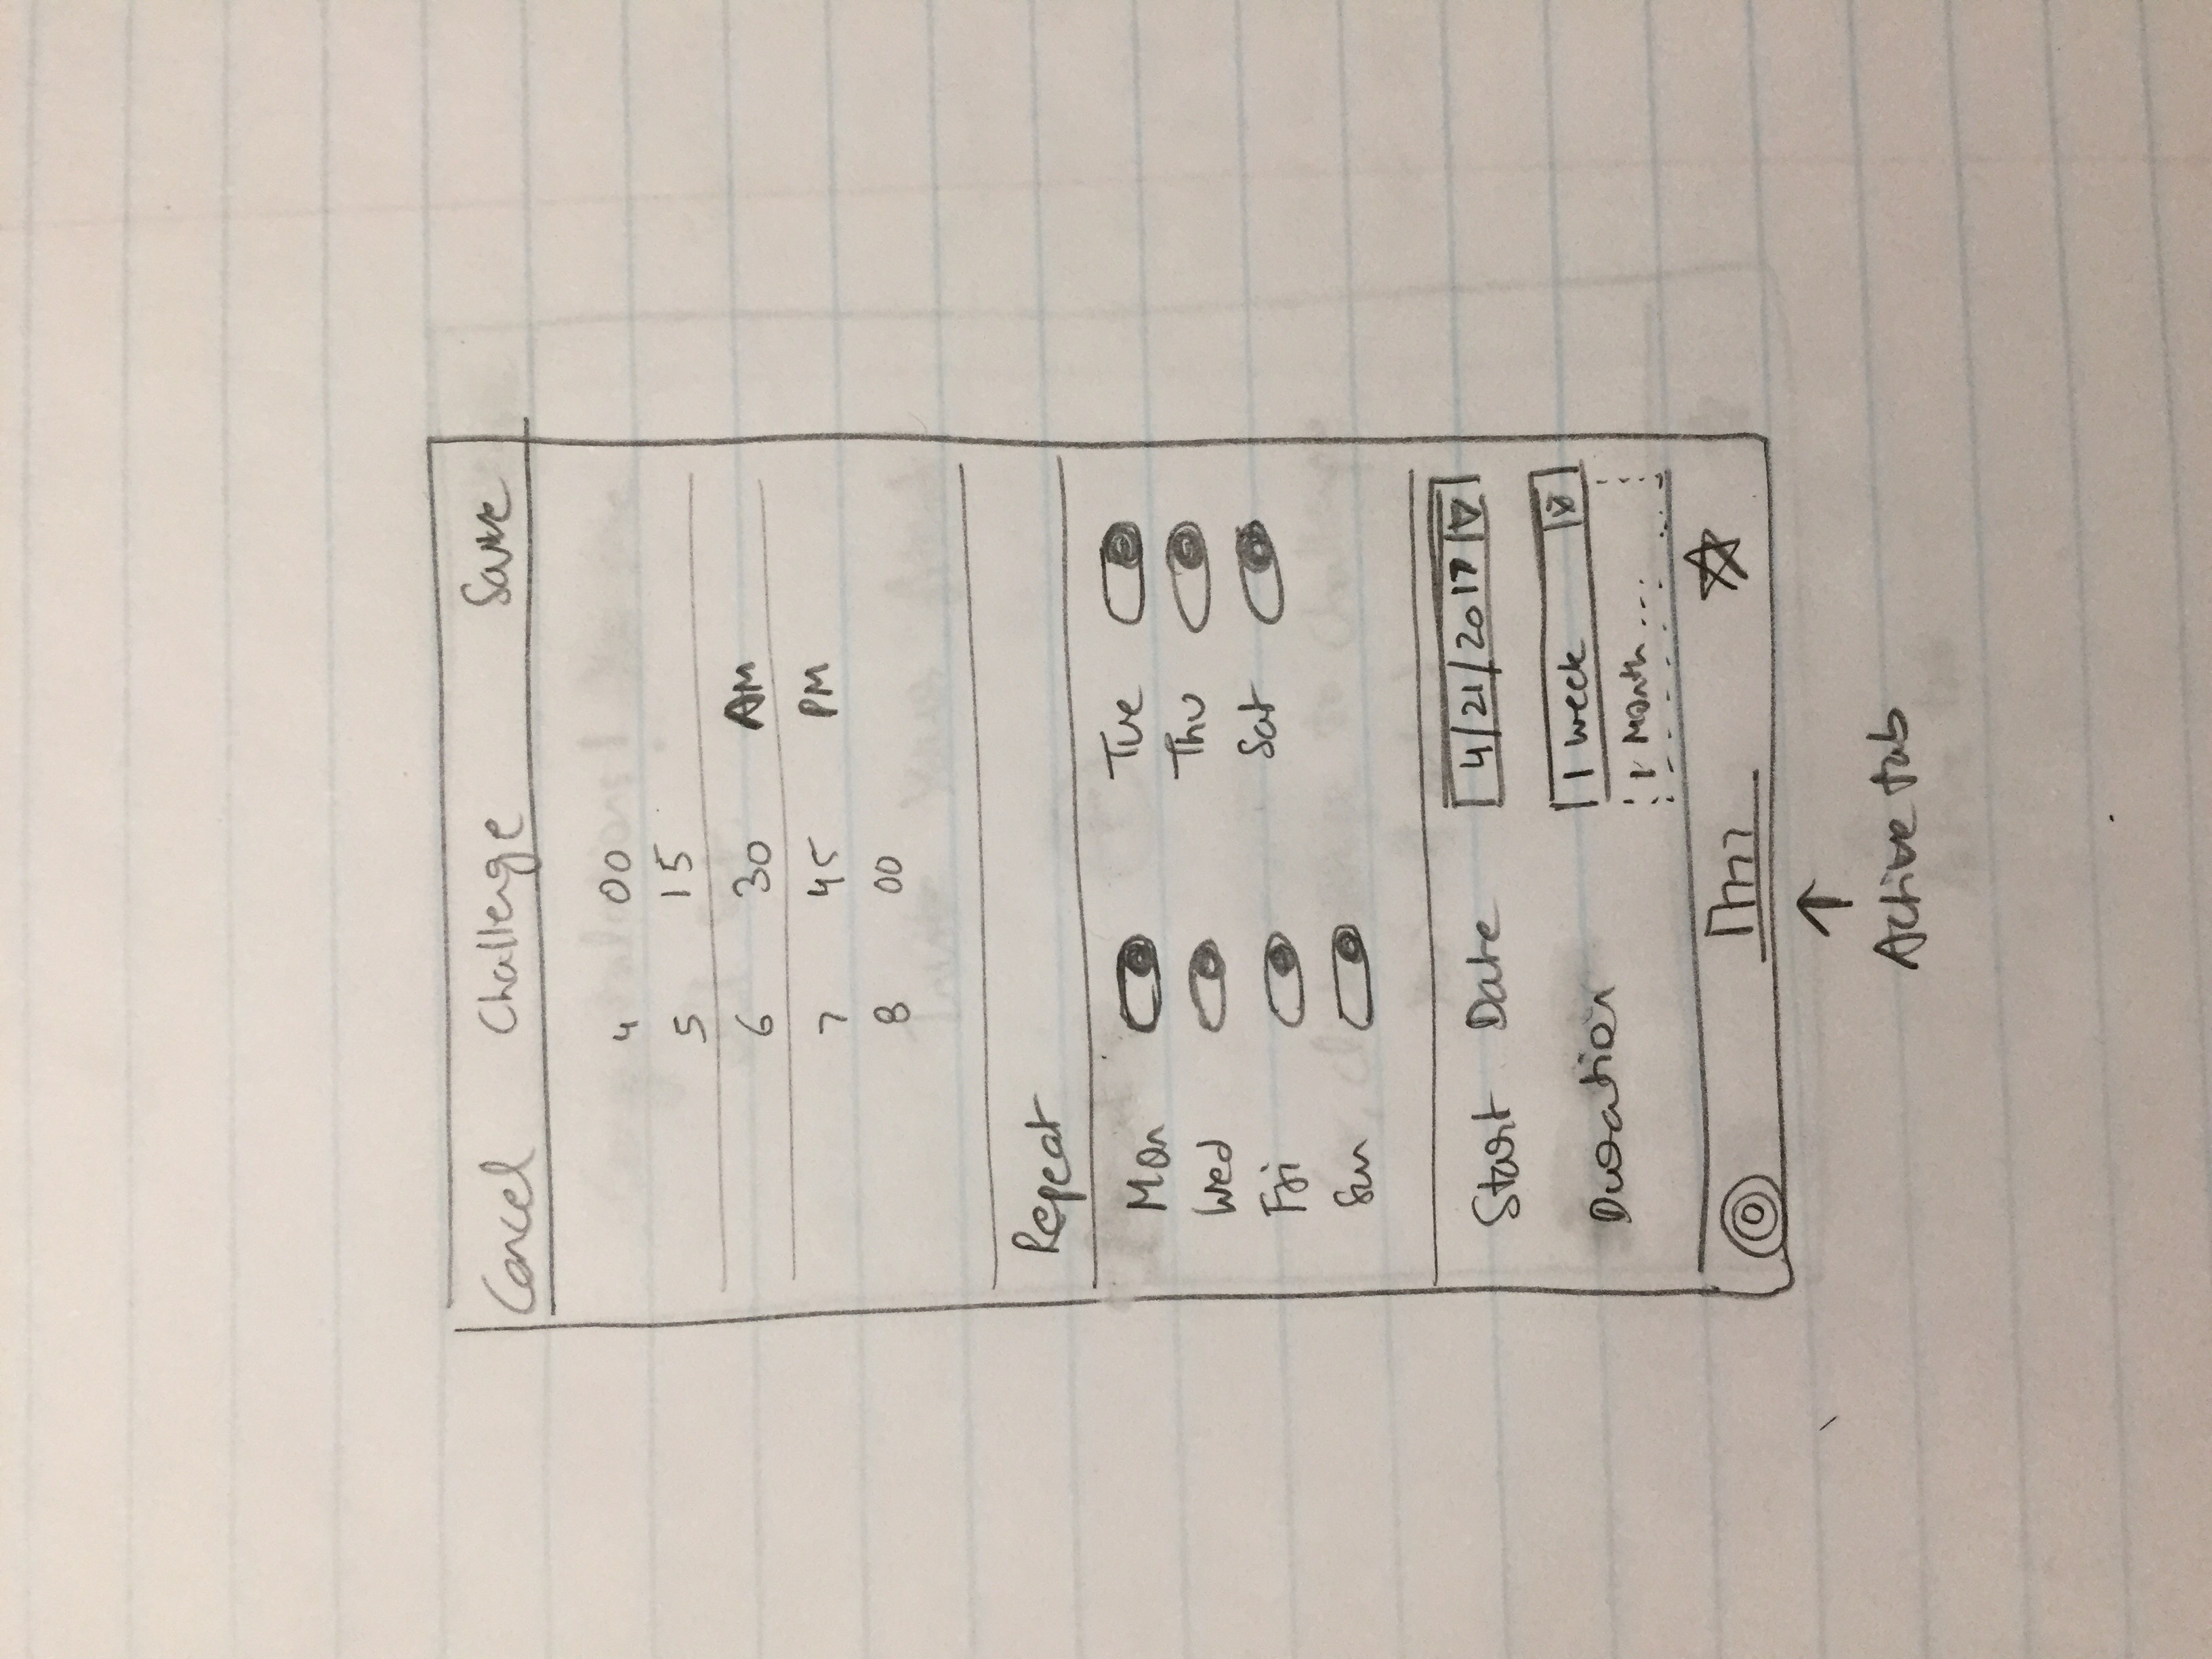 Cancel Challenge Save
4 00
5 15
6 30 AM
7 45 PM
8 00
Repeat
Mon Tue
Wed Thu
Fri Sat
Sun
Start Date 4/21/2017
Duration 1 week
1 Month ...
Active tab